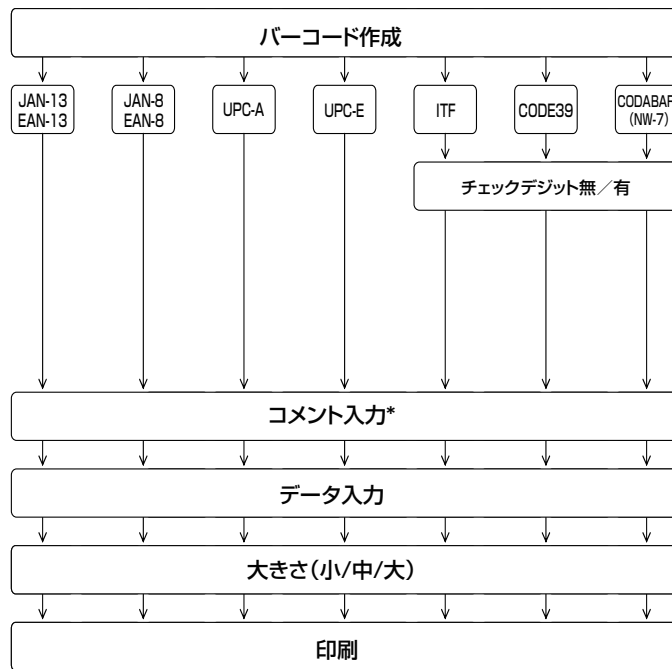 バーコード作成
JAN-13
EAN-13
JAN-8
EAN-8
UPC-A
UPC-E
ITF
CODE39
CODABAR
(NW-7)
チェックデジット無／有
コメント入力*
データ入力
大きさ(小/中/大)
印刷